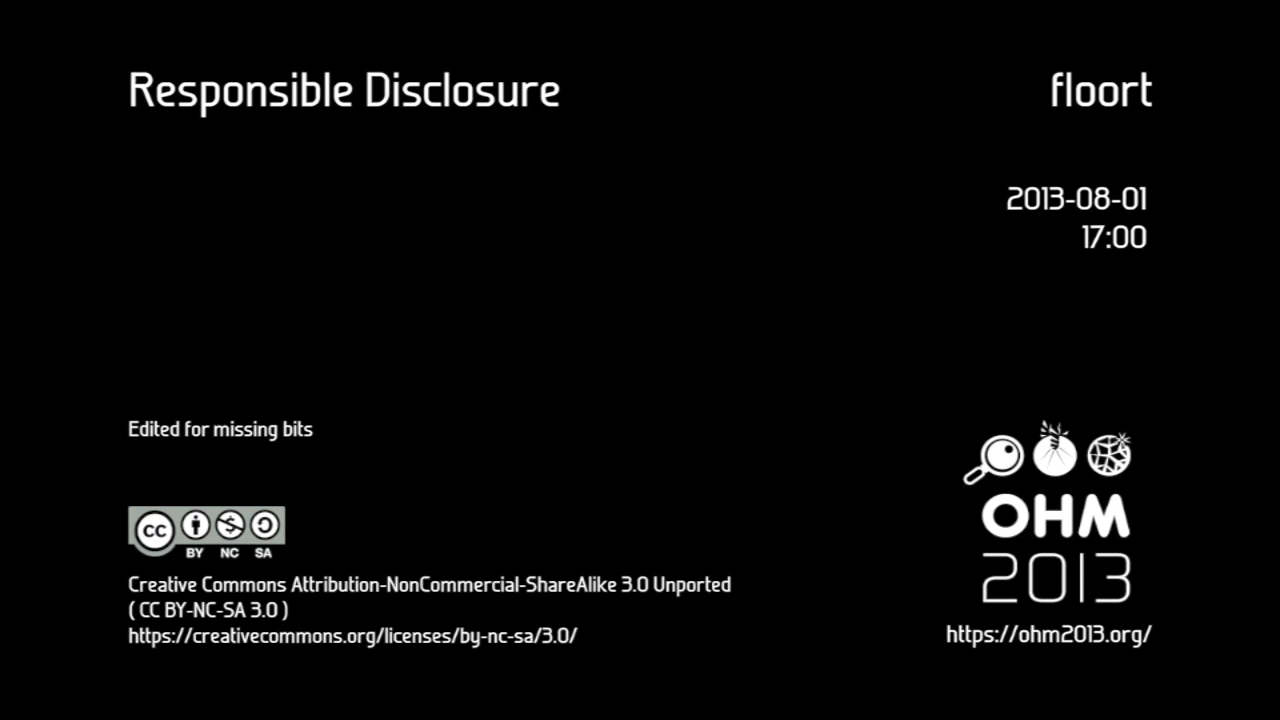 Responsible Disclosure
floort
2013-08-01
17:00
Edited for missing bits
CC
BY NC SA
Creative Commons Attribution-NonCommercial-ShareAlike 3.0 Unported
( CC BY-NC-SA 3.0 )
https://creativecommons.org/licenses/by-nc-sa/3.0/
OHM
2013
https://ohm2013.org/